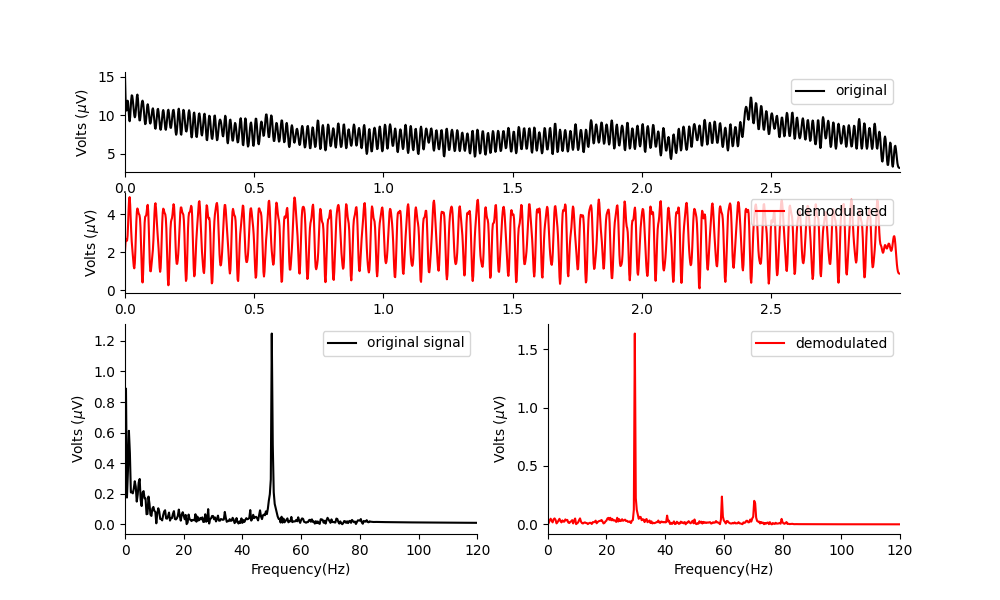 15
10
5
Volts (μV)
original
0.0 0.5 1.0 1.5 2.0 2.5
4
2
0
Volts (μV)
demodulated
0.0 0.5 1.0 1.5 2.0 2.5
1.2
1.0
0.8
0.6
0.4
0.2
0.0
Volts (μV)
original signal
0 20 40 60 80 100 120
Frequency(Hz)
1.5
1.0
0.5
0.0
Volts (μV)
demodulated
0 20 40 60 80 100 120
Frequency(Hz)